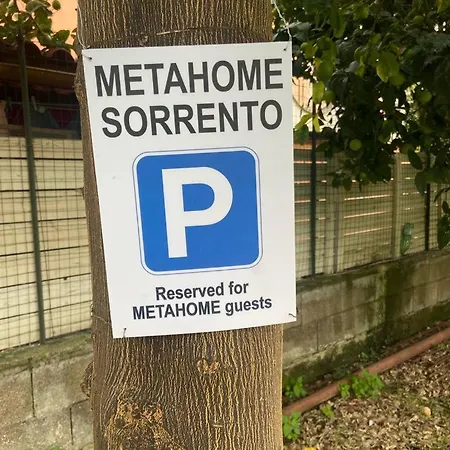 METAHOME
SORRENTO
P
Reserved for
METAHOME guests